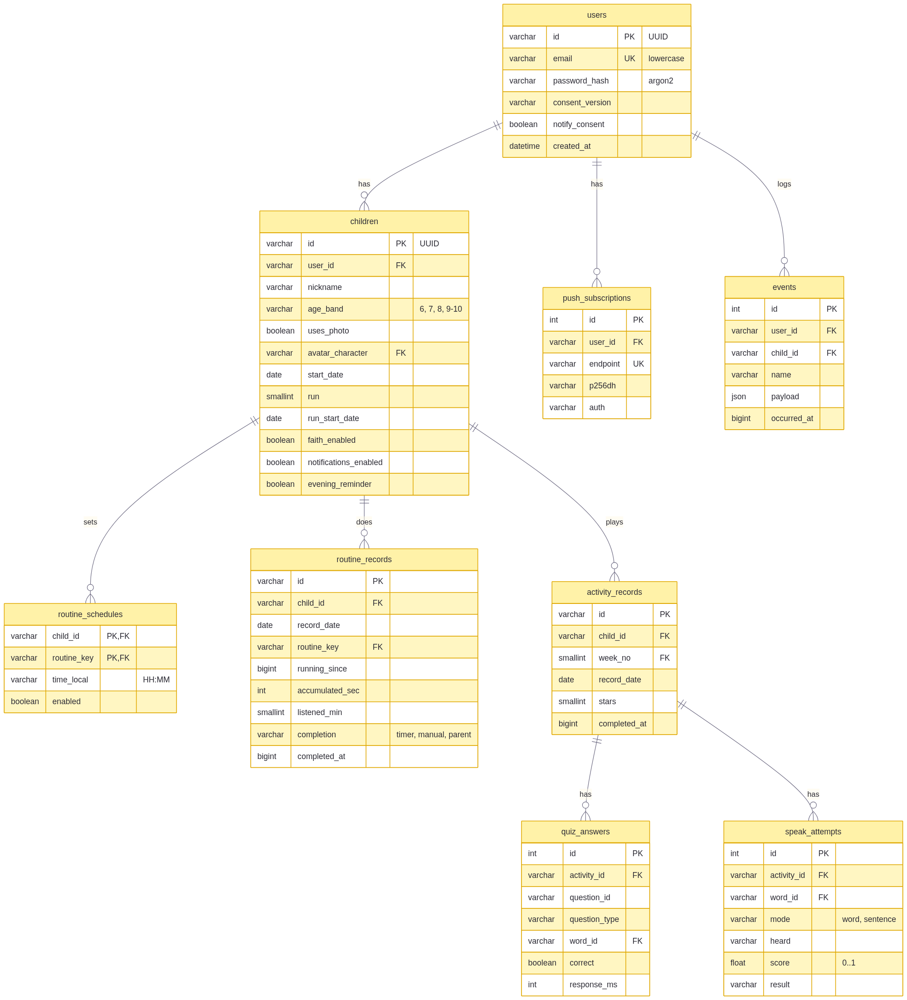 users
varchar id PK UUID
varchar email UK lowercase
varchar password_hash argon2
varchar consent_version
boolean notify_consent
datetime created_at
has
has
logs
children
varchar id PK UUID
varchar user_id FK
varchar nickname
varchar age_band 6, 7, 8, 9-10
boolean uses_photo
varchar avatar_character FK
date start_date
smallint run
date run_start_date
boolean faith_enabled
boolean notifications_enabled
boolean evening_reminder
push_subscriptions
int id PK
varchar user_id FK
varchar endpoint UK
varchar p256dh
varchar auth
events
int id PK
varchar user_id FK
varchar child_id FK
varchar name
json payload
bigint occurred_at
sets
does
plays
routine_schedules
varchar child_id PK,FK
varchar routine_key PK,FK
varchar time_local HH:MM
boolean enabled
routine_records
varchar id PK
varchar child_id FK
date record_date
varchar routine_key FK
bigint running_since
int accumulated_sec
smallint listened_min
varchar completion timer, manual, parent
bigint completed_at
activity_records
varchar id PK
varchar child_id FK
smallint week_no FK
date record_date
smallint stars
bigint completed_at
has
has
quiz_answers
int id PK
varchar activity_id FK
varchar question_id
varchar question_type
varchar word_id FK
boolean correct
int response_ms
speak_attempts
int id PK
varchar activity_id FK
varchar word_id FK
varchar mode word, sentence
varchar heard
float score 0..1
varchar result